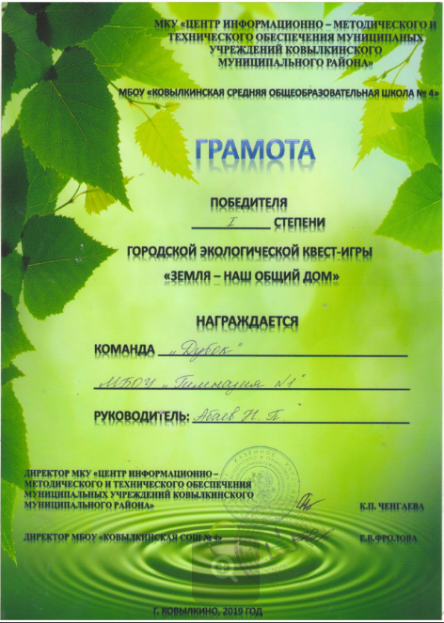 МКУ «ЦЕНТР ИНФОРМАЦИОННО – МЕТОДИЧЕСКОГО И
ТЕХНИЧЕСКОГО ОБЕСПЕЧЕНИЯ МУНИЦИПАНЫХ
УЧРЕЖДЕНИЙ КОВЫЛКИНСКОГО
МУНИЦИПАЛЬНОГО РАЙОНА»
МБОУ «КОВЫЛКИНСКАЯ СРЕДНЯЯ ОБЩЕОБРАЗОВАТЕЛЬНАЯ ШКОЛА № 4»
ГРАМОТА
ПОБЕДИТЕЛЯ
I СТЕПЕНИ
ГОРОДСКОЙ ЭКОЛОГИЧЕСКОЙ КВЕСТ-ИГРЫ
«ЗЕМЛЯ – НАШ ОБЩИЙ ДОМ»
НАГРАЖДАЕТСЯ
КОМАНДА „Дубок"
МБОУ „Гимназия №1"
РУКОВОДИТЕЛЬ: Абаев Н. П.
ДИРЕКТОР МКУ «ЦЕНТР ИНФОРМАЦИОННО –
МЕТОДИЧЕСКОГО И ТЕХНИЧЕСКОГО ОБЕСПЕЧЕНИЯ
МУНИЦИПАЛЬНЫХ УЧРЕЖДЕНИЙ КОВЫЛКИНСКОГО
МУНИЦИПАЛЬНОГО РАЙОНА» К.П. ЧЕНГАЕВА
ДИРЕКТОР МБОУ «КОВЫЛКИНСКАЯ СОШ № 4» Е.В.ФРОЛОВА
Г. КОВЫЛКИНО, 2019 ГОД